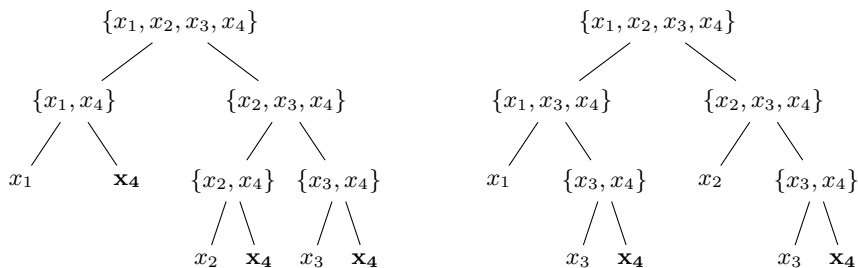 {x₁, x₂, x₃, x₄} {x₁, x₂, x₃, x₄}
{x₁, x₄} {x₂, x₃, x₄} {x₁, x₃, x₄} {x₂, x₃, x₄}
x₁ x₄ {x₂, x₄} {x₃, x₄} x₁ {x₃, x₄} x₂ {x₃, x₄}
x₂ x₄ x₃ x₄ x₃ x₄ x₃ x₄